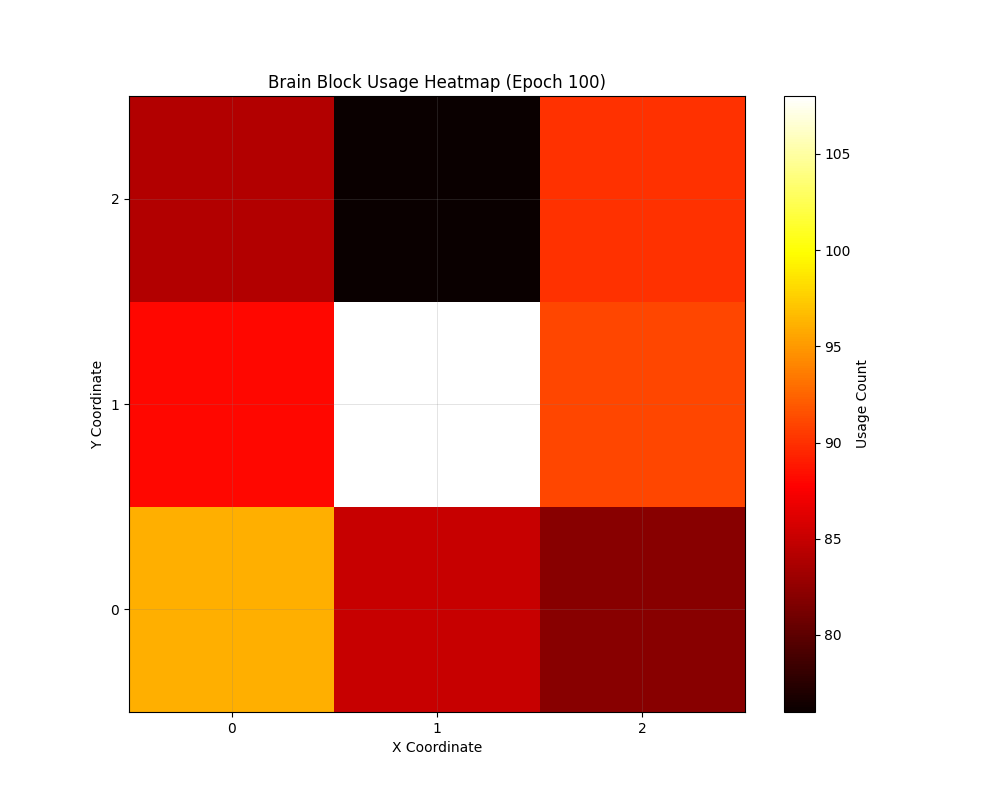 Brain Block Usage Heatmap (Epoch 100)
2
1
0
Y Coordinate
0 1 2
X Coordinate
105
100
95
90
85
80
Usage Count